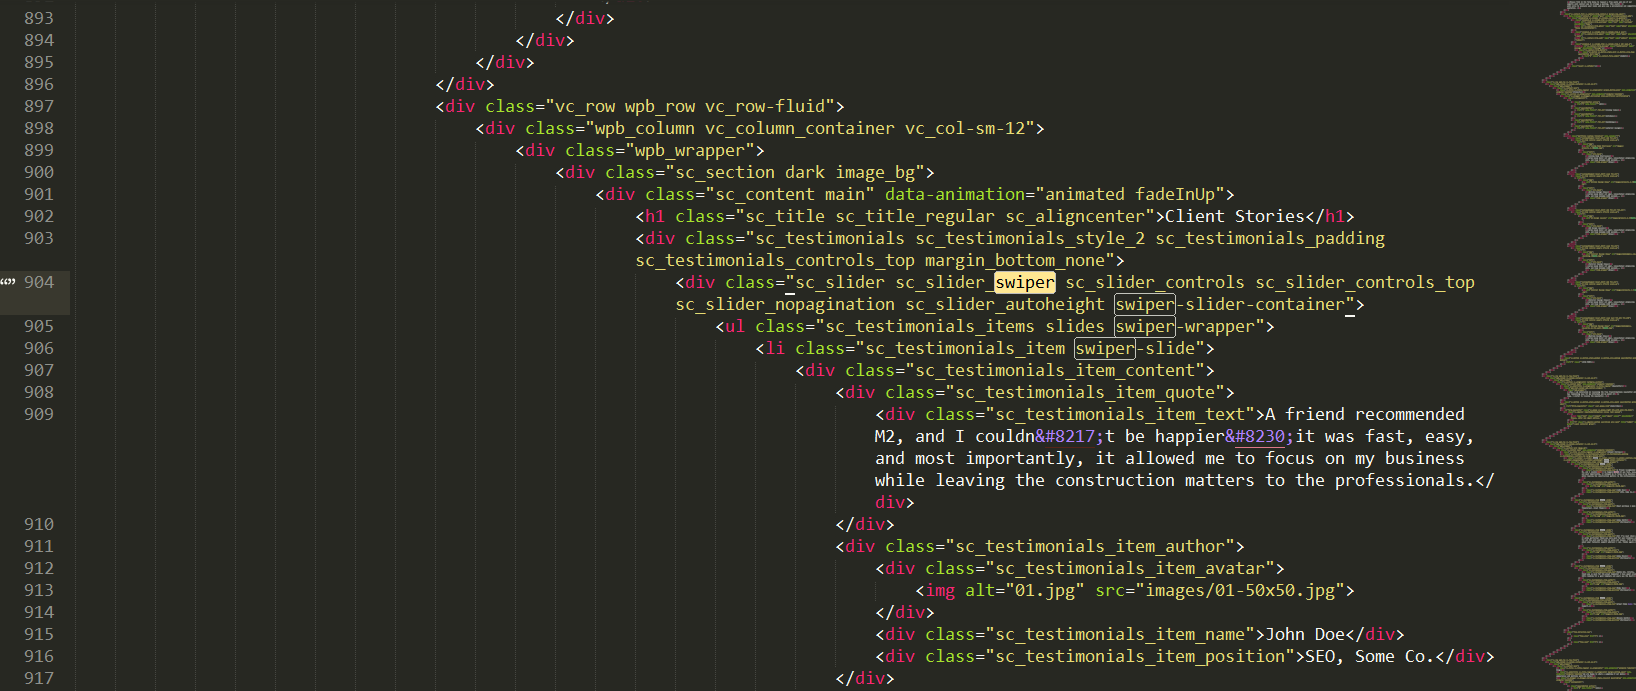 893 </div>
894 </div>
895 </div>
896 </div>
897 <div class="vc_row wpb_row vc_row-fluid">
898 <div class="wpb_column vc_column_container vc_col-sm-12">
899 <div class="wpb_wrapper">
900 <div class="sc_section dark image_bg">
901 <div class="sc_content main" data-animation="animated fadeInUp">
902 <h1 class="sc_title sc_title_regular sc_aligncenter">Client Stories</h1>
903 <div class="sc_testimonials sc_testimonials_style_2 sc_testimonials_padding
sc_testimonials_controls_top margin_bottom_none">
904 <div class="sc_slider sc_slider_swiper sc_slider_controls sc_slider_controls_top
sc_slider_nopagination sc_slider_autoheight swiper-slider-container">
905 <ul class="sc_testimonials_items slides swiper-wrapper">
906 <li class="sc_testimonials_item swiper-slide">
907 <div class="sc_testimonials_item_content">
908 <div class="sc_testimonials_item_quote">
909 <div class="sc_testimonials_item_text">A friend recommended
M2, and I couldn&#8217;t be happier&#8230;it was fast, easy,
and most importantly, it allowed me to focus on my business
while leaving the construction matters to the professionals.</
div>
910 </div>
911 <div class="sc_testimonials_item_author">
912 <div class="sc_testimonials_item_avatar">
913 <img alt="01.jpg" src="images/01-50x50.jpg">
914 </div>
915 <div class="sc_testimonials_item_name">John Doe</div>
916 <div class="sc_testimonials_item_position">SEO, Some Co.</div>
917 </div>